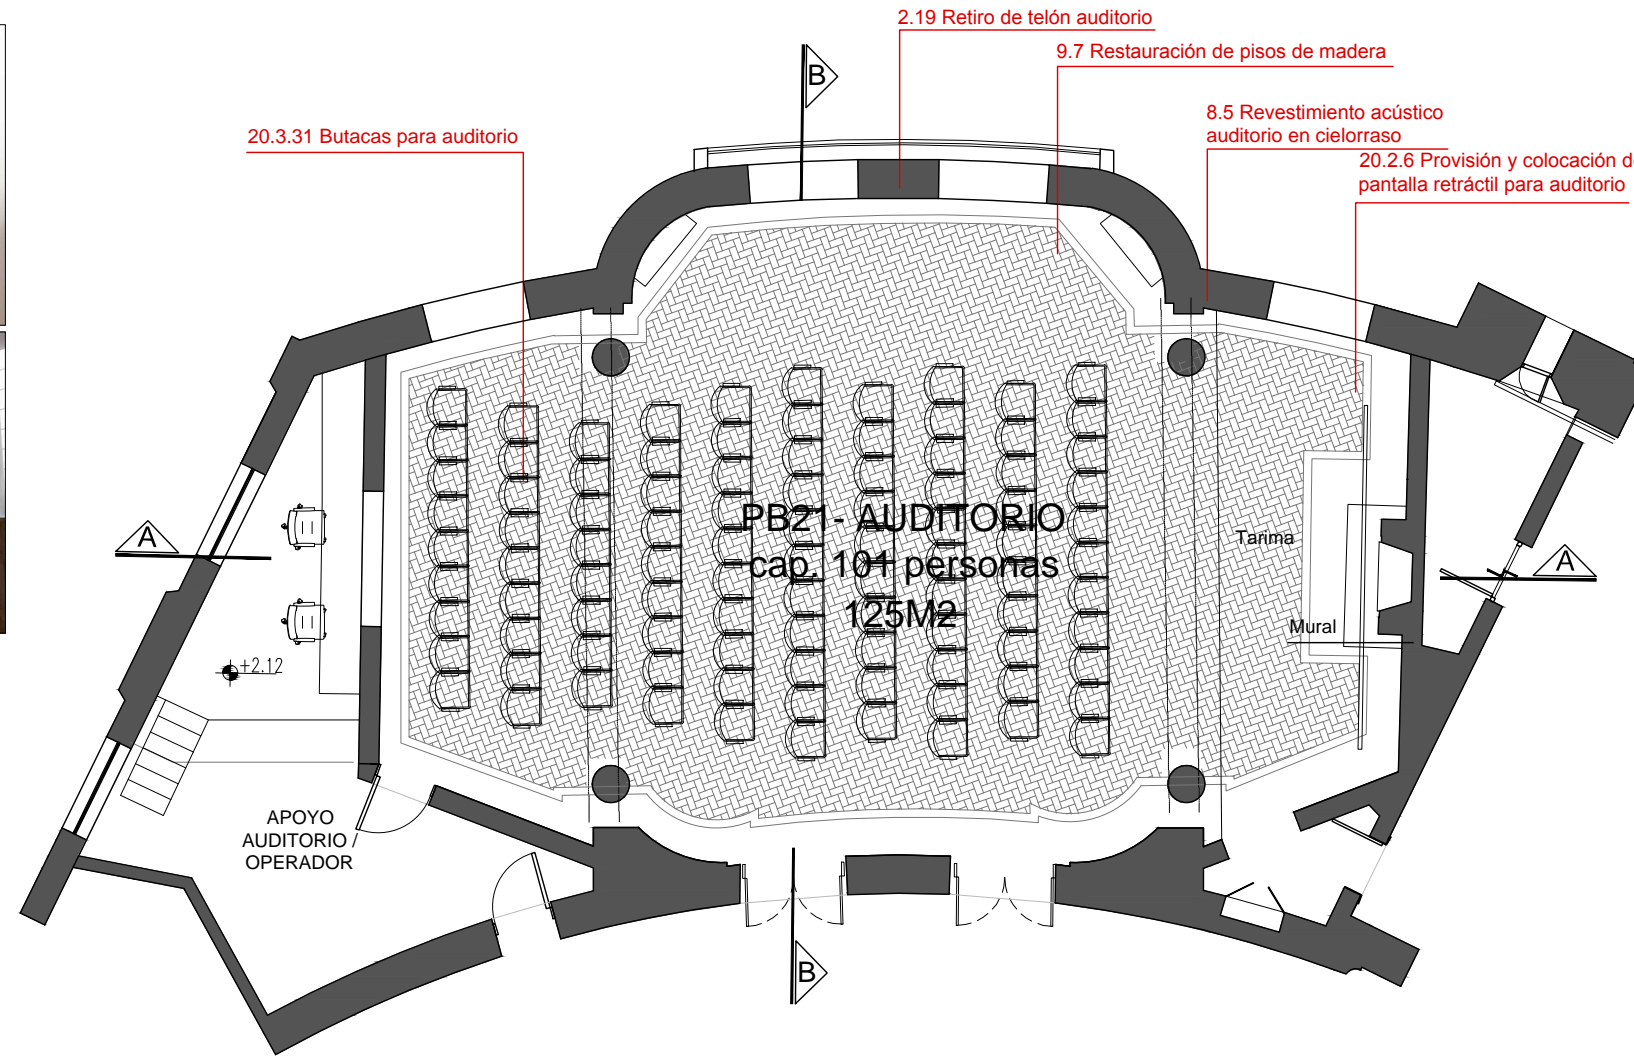 2.19 Retiro de telón auditorio
9.7 Restauración de pisos de madera
20.3.31 Butacas para auditorio
8.5 Revestimiento acústico
auditorio en cielorraso
20.2.6 Provisión y colocación de
pantalla retráctil para auditorio
B
A
PB21- AUDITORIO
cap. 101 personas
125M2
Tarima
A
Mural
+2.12
APOYO
AUDITORIO /
OPERADOR
B